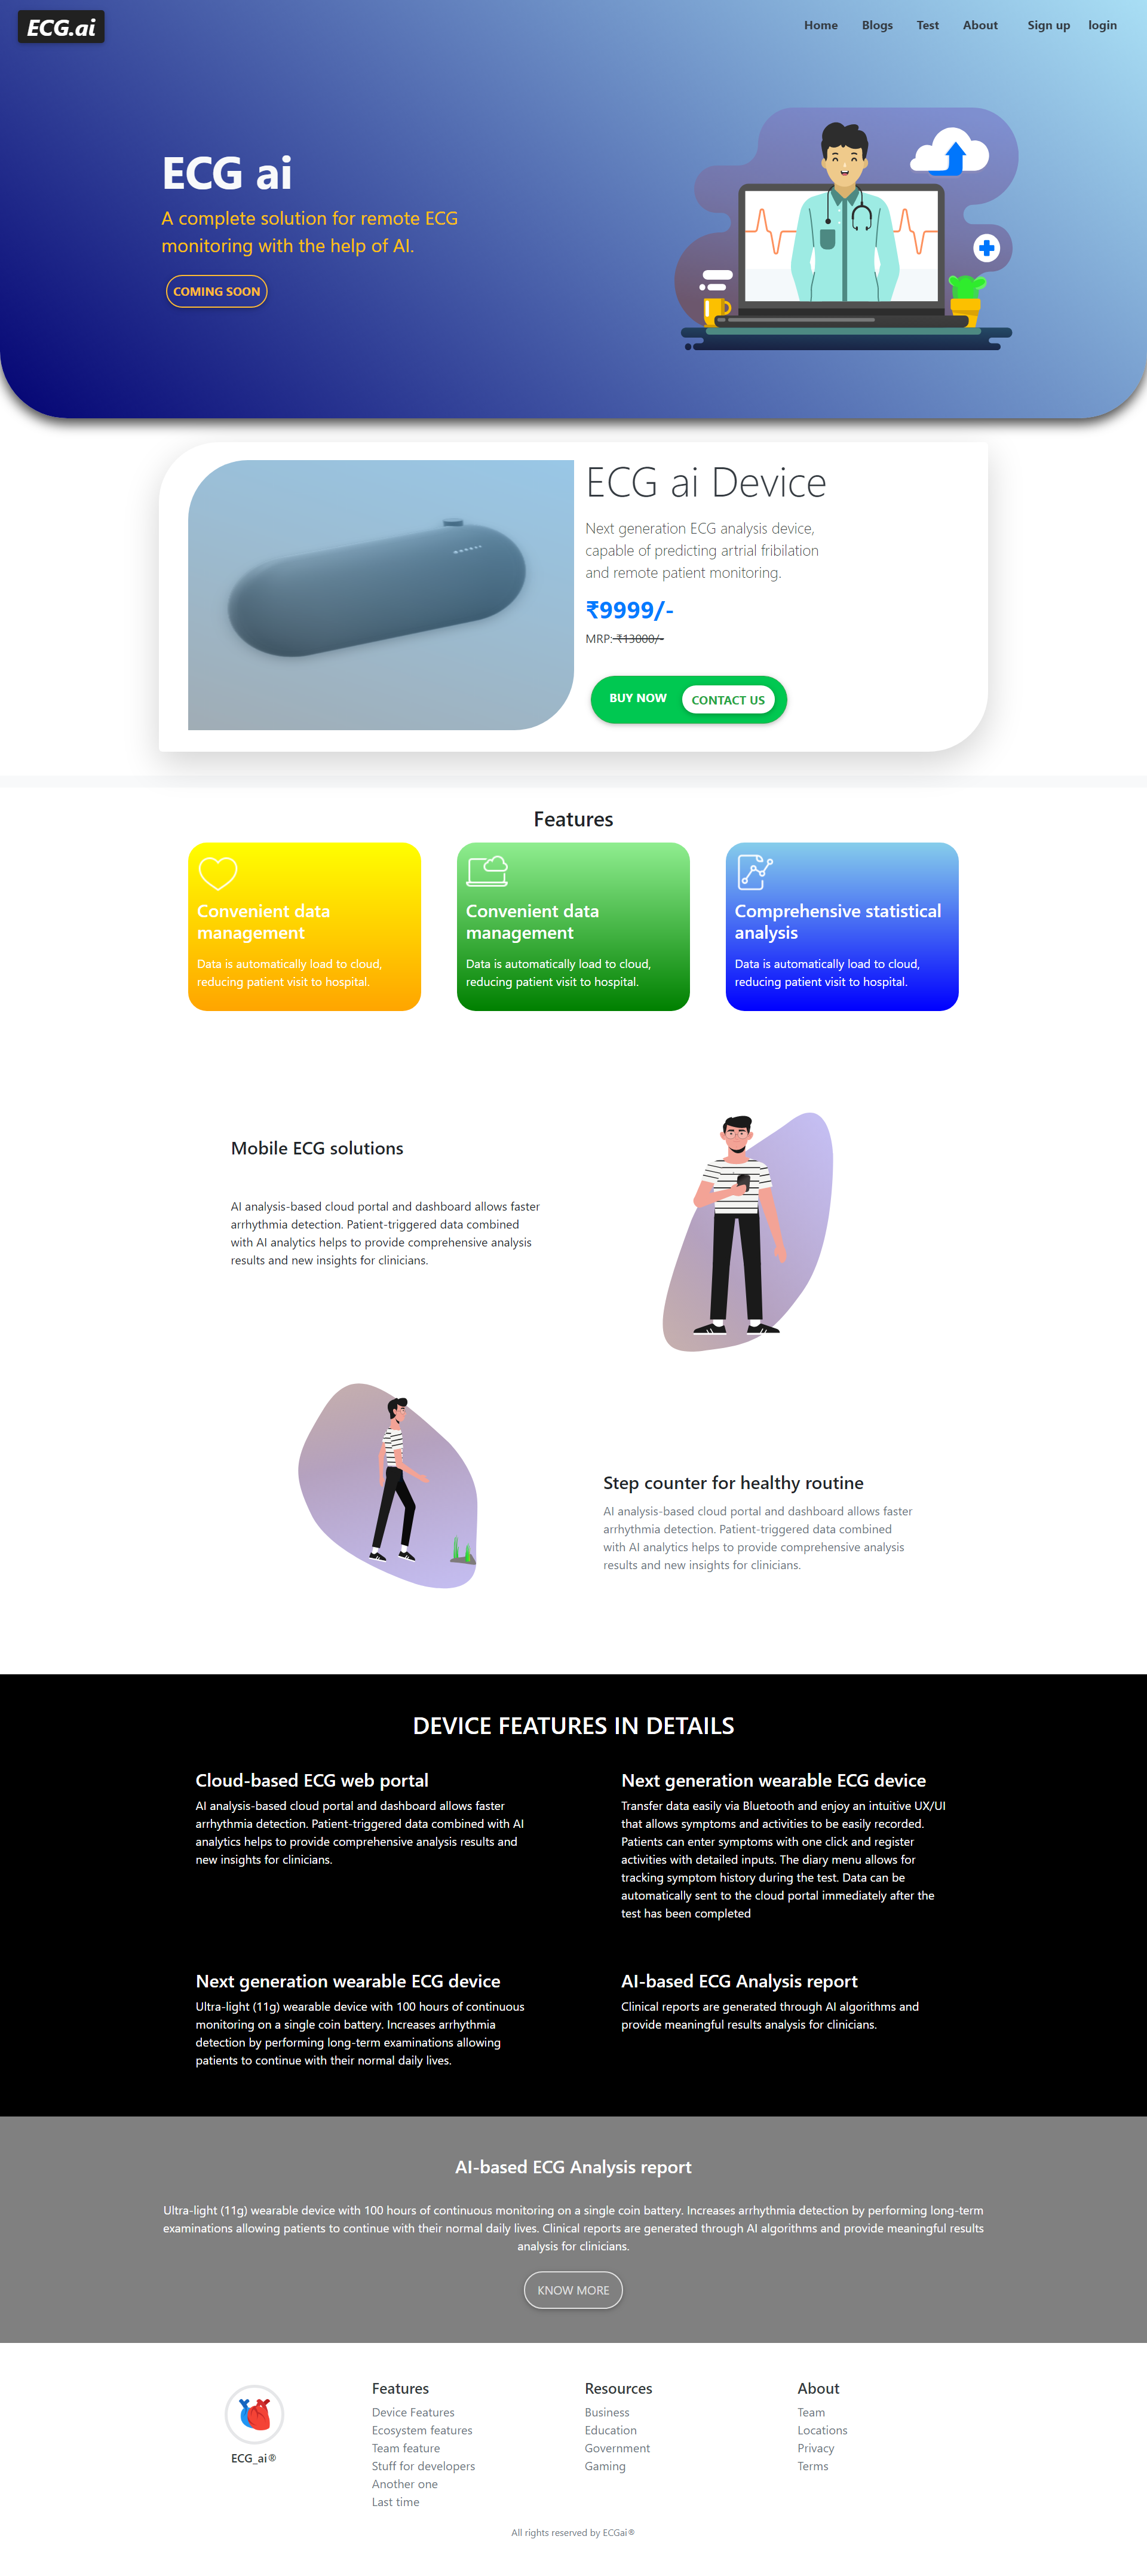 ECG.ai
Home Blogs Test About Sign up login
ECG ai
A complete solution for remote ECG
monitoring with the help of AI.
COMING SOON
ECG ai Device
Next generation ECG analysis device,
capable of predicting artrial fribilation
and remote patient monitoring.
₹9999/-
MRP: ₹13000/-
BUY NOW CONTACT US
Features
Convenient data
management
Data is automatically load to cloud,
reducing patient visit to hospital.
Convenient data
management
Data is automatically load to cloud,
reducing patient visit to hospital.
Comprehensive statistical
analysis
Data is automatically load to cloud,
reducing patient visit to hospital.
Mobile ECG solutions
AI analysis-based cloud portal and dashboard allows faster
arrhythmia detection. Patient-triggered data combined
with AI analytics helps to provide comprehensive analysis
results and new insights for clinicians.
Step counter for healthy routine
AI analysis-based cloud portal and dashboard allows faster
arrhythmia detection. Patient-triggered data combined
with AI analytics helps to provide comprehensive analysis
results and new insights for clinicians.
DEVICE FEATURES IN DETAILS
Cloud-based ECG web portal
AI analysis-based cloud portal and dashboard allows faster
arrhythmia detection. Patient-triggered data combined with AI
analytics helps to provide comprehensive analysis results and
new insights for clinicians.
Next generation wearable ECG device
Transfer data easily via Bluetooth and enjoy an intuitive UX/UI
that allows symptoms and activities to be easily recorded.
Patients can enter symptoms with one click and register
activities with detailed inputs. The diary menu allows for
tracking symptom history during the test. Data can be
automatically sent to the cloud portal immediately after the
test has been completed
Next generation wearable ECG device
Ultra-light (11g) wearable device with 100 hours of continuous
monitoring on a single coin battery. Increases arrhythmia
detection by performing long-term examinations allowing
patients to continue with their normal daily lives.
AI-based ECG Analysis report
Clinical reports are generated through AI algorithms and
provide meaningful results analysis for clinicians.
AI-based ECG Analysis report
Ultra-light (11g) wearable device with 100 hours of continuous monitoring on a single coin battery. Increases arrhythmia detection by performing long-term
examinations allowing patients to continue with their normal daily lives. Clinical reports are generated through AI algorithms and provide meaningful results
analysis for clinicians.
KNOW MORE
ECG_ai®
Features
Device Features
Ecosystem features
Team feature
Stuff for developers
Another one
Last time
Resources
Business
Education
Government
Gaming
About
Team
Locations
Privacy
Terms
All rights reserved by ECGai®